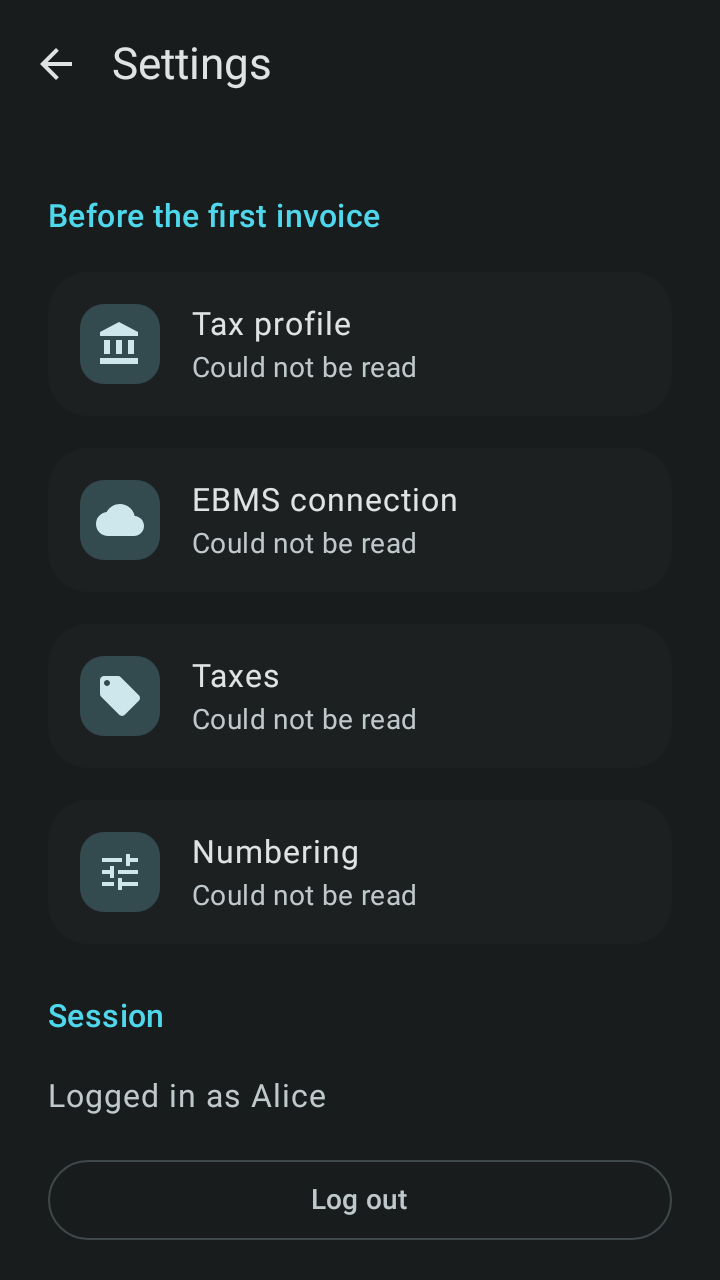 Settings
Before the first invoice
Tax profile
Could not be read
EBMS connection
Could not be read
Taxes
Could not be read
Numbering
Could not be read
Session
Logged in as Alice
Log out